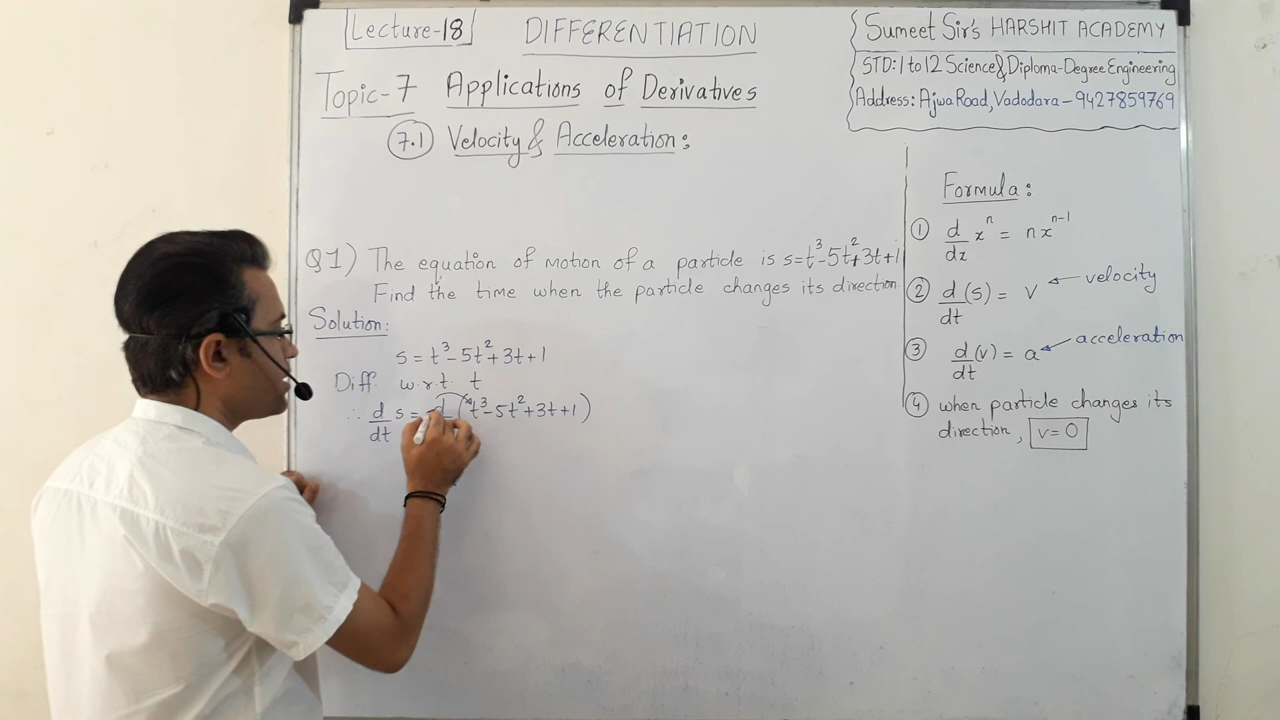 Lecture-18
DIFFERENTIATION
Sumeet Sir's HARSHIT ACADEMY
STD:1 to 12 Science & Diploma-Degree Engineering
Address: Ajwa Road, Vadodara - 9427859769
Topic-7 Applications of Derivatives
7.1 Velocity & Acceleration:
Q1) The equation of Motion of a particle is s=t³-5t²+3t+1
Find the time when the particle changes its direction.
Solution:
s = t³-5t²+3t+1
Diff. w.r.t. t
∴ d/dt s = d (t³-5t²+3t+1)
Formula:
① d/dx xⁿ = n xⁿ⁻¹
② d/dt (s) = v ← velocity
③ d/dt (v) = a ← acceleration
④ when particle changes its
direction, v=0